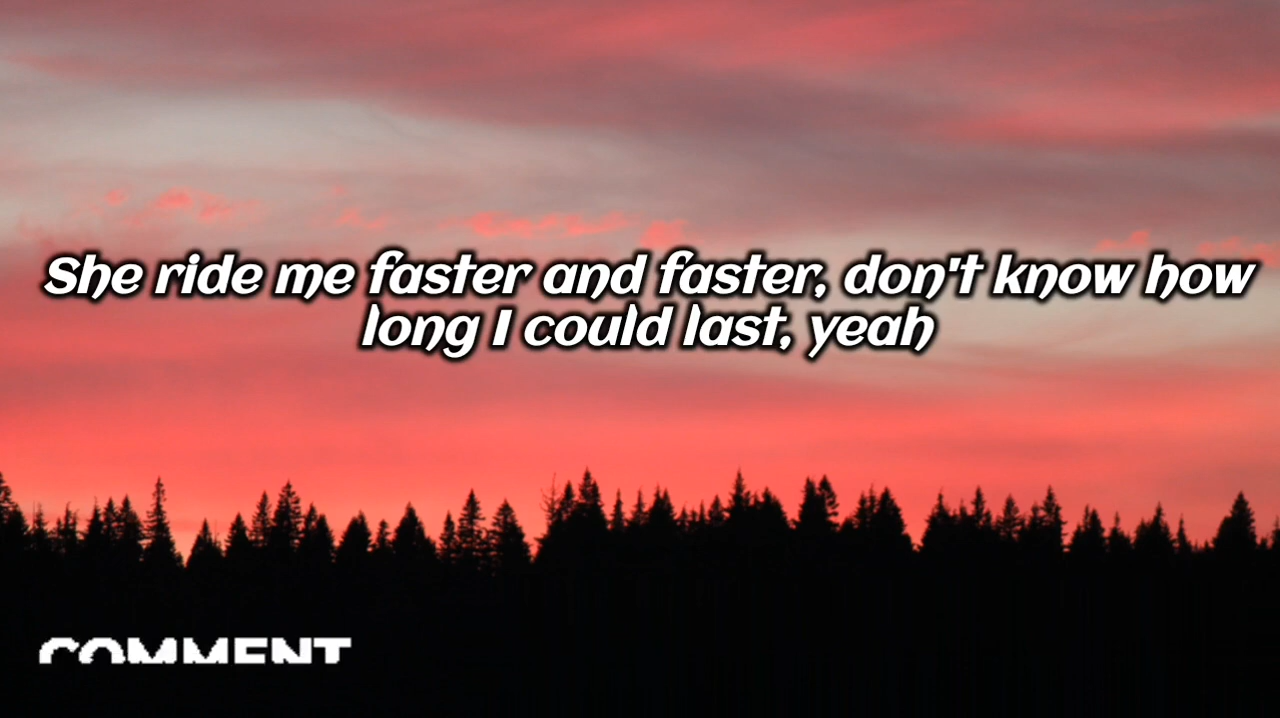 She ride me faster and faster, don't know how
long I could last, yeah
COMMENT